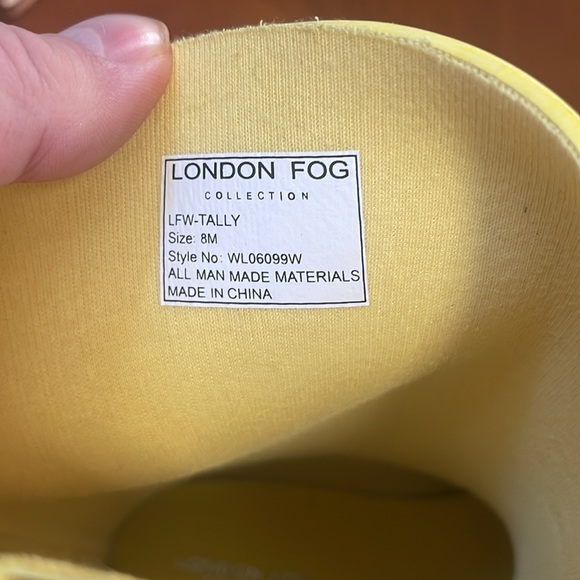 LONDON FOG
COLLECTION
LFW-TALLY
Size: 8M
Style No: WL06099W
ALL MAN MADE MATERIALS
MADE IN CHINA